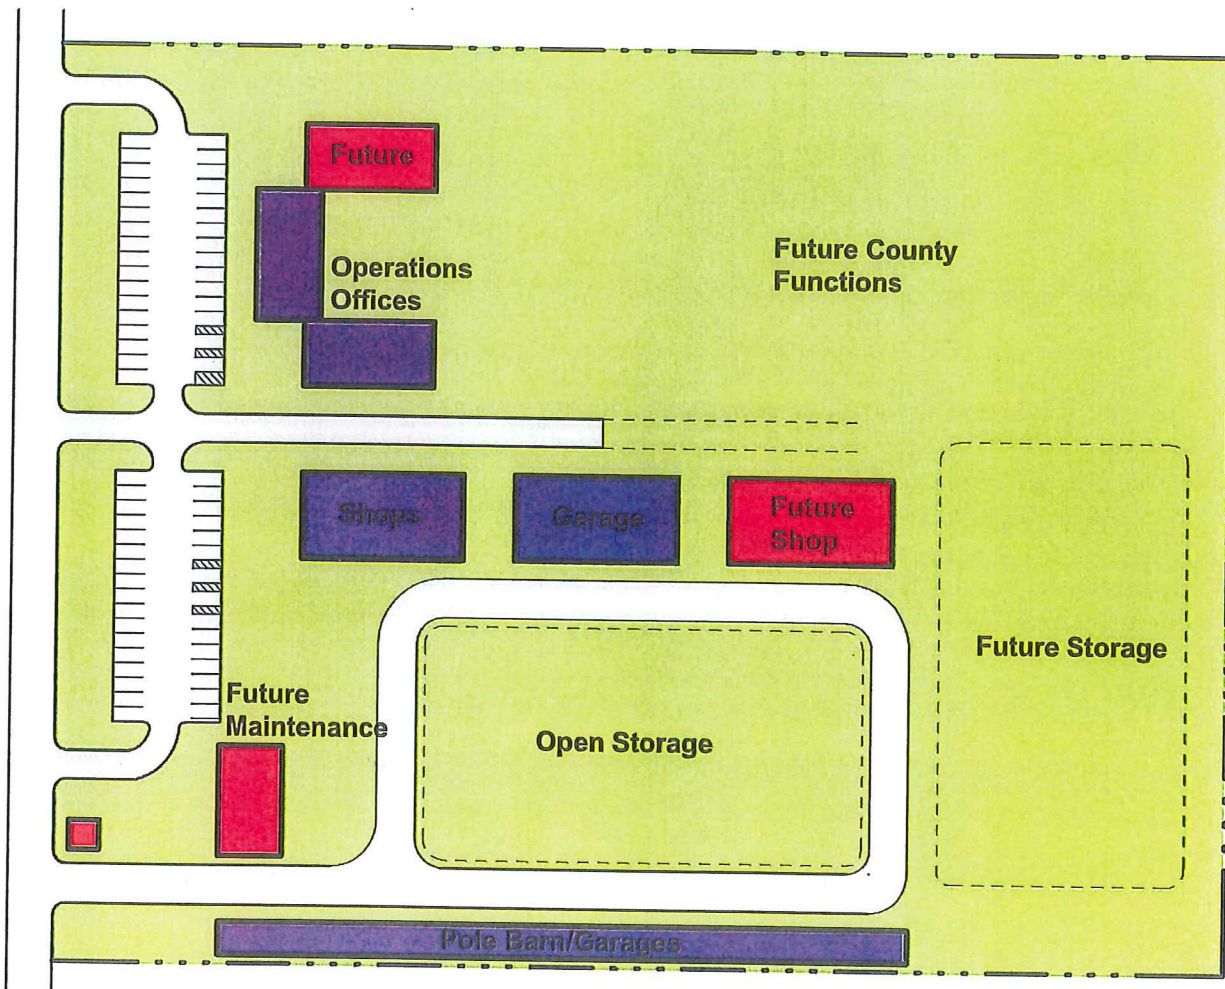 Future
Operations
Offices
Future County
Functions
Shops
Garage
Future
Shop
Future Storage
Future
Maintenance
Open Storage
Pole Barn/Garages